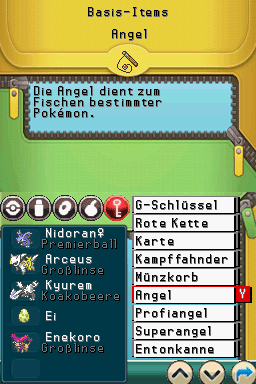 Basis-Items
Angel
Die Angel dient zum
Fischen bestimmter
Pokémon.
Nidoran♀
Premierball
Arceus
Großlinse
Kyurem
Koakobeere
Ei
Enekoro
Großlinse
G-Schlüssel
Rote Kette
Karte
Kampffahnder
Münzkorb
Angel
Y
Profiangel
Superangel
Entonkanne